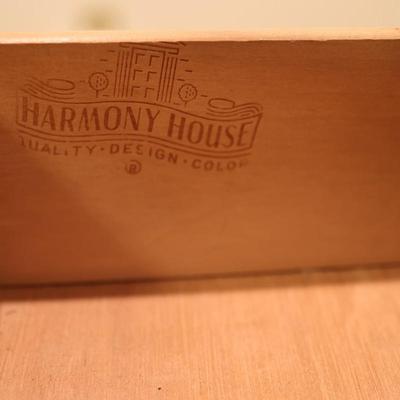 HARMONY HOUSE
QUALITY • DESIGN • COLOR
®